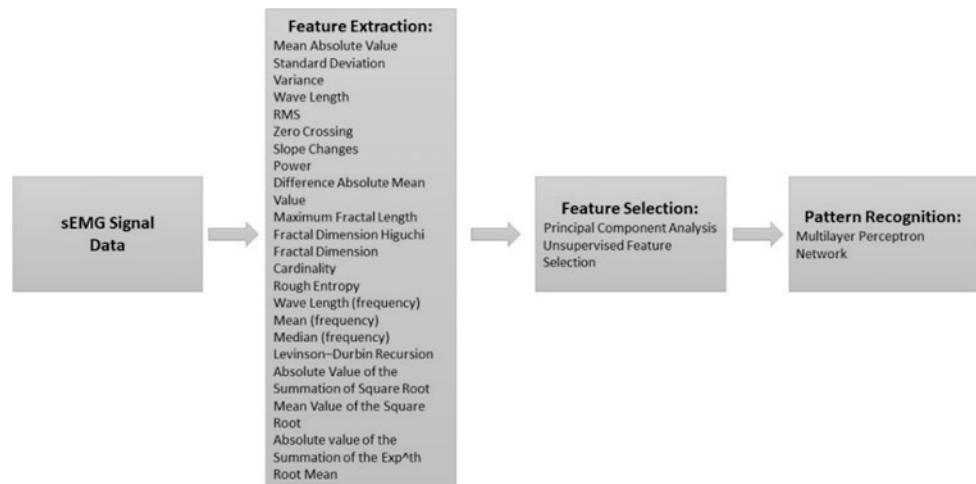 sEMG Signal
Data
Feature Extraction:
Mean Absolute Value
Standard Deviation
Variance
Wave Length
RMS
Zero Crossing
Slope Changes
Power
Difference Absolute Mean
Value
Maximum Fractal Length
Fractal Dimension Higuchi
Fractal Dimension
Cardinality
Rough Entropy
Wave Length (frequency)
Mean (frequency)
Median (frequency)
Levinson–Durbin Recursion
Absolute Value of the
Summation of Square Root
Mean Value of the Square
Root
Absolute value of the
Summation of the Exp^th
Root Mean
Feature Selection:
Principal Component Analysis
Unsupervised Feature
Selection
Pattern Recognition:
Multilayer Perceptron
Network